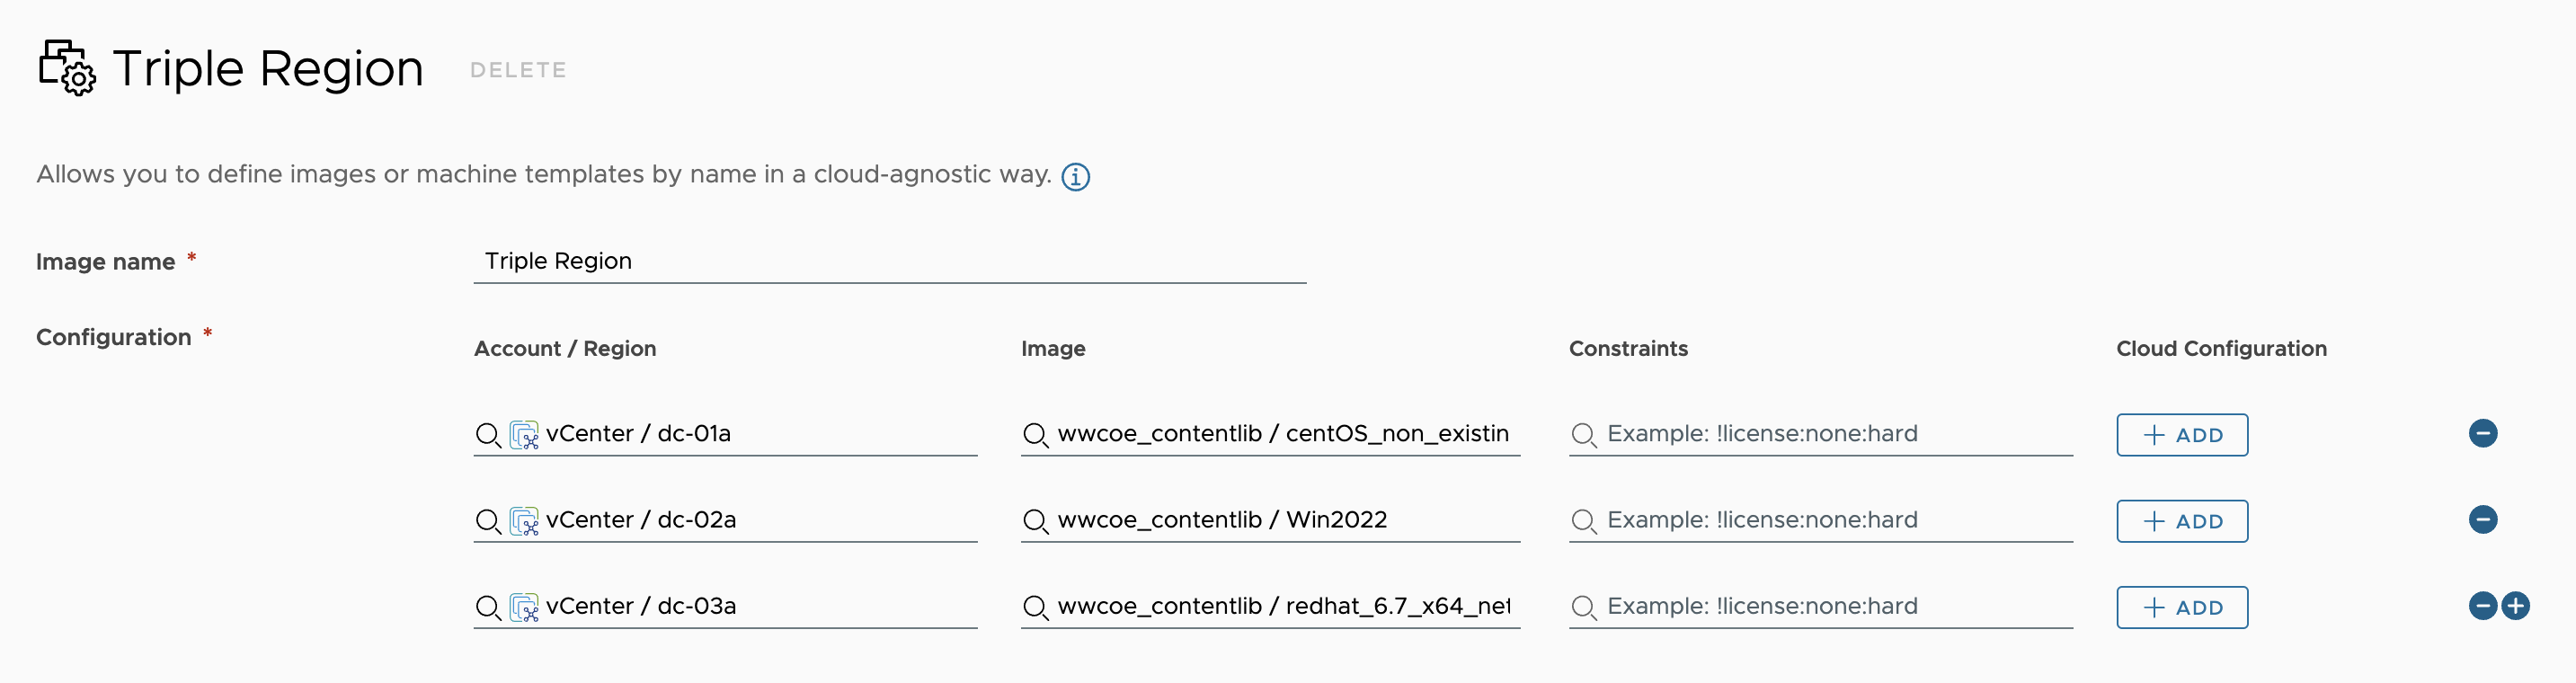 Triple Region DELETE
Allows you to define images or machine templates by name in a cloud-agnostic way.
Image name * Triple Region
Configuration *
Account / Region Image Constraints Cloud Configuration
vCenter / dc-01a wwcoe_contentlib / centOS_non_existin Example: !license:none:hard + ADD
vCenter / dc-02a wwcoe_contentlib / Win2022 Example: !license:none:hard + ADD
vCenter / dc-03a wwcoe_contentlib / redhat_6.7_x64_net Example: !license:none:hard + ADD